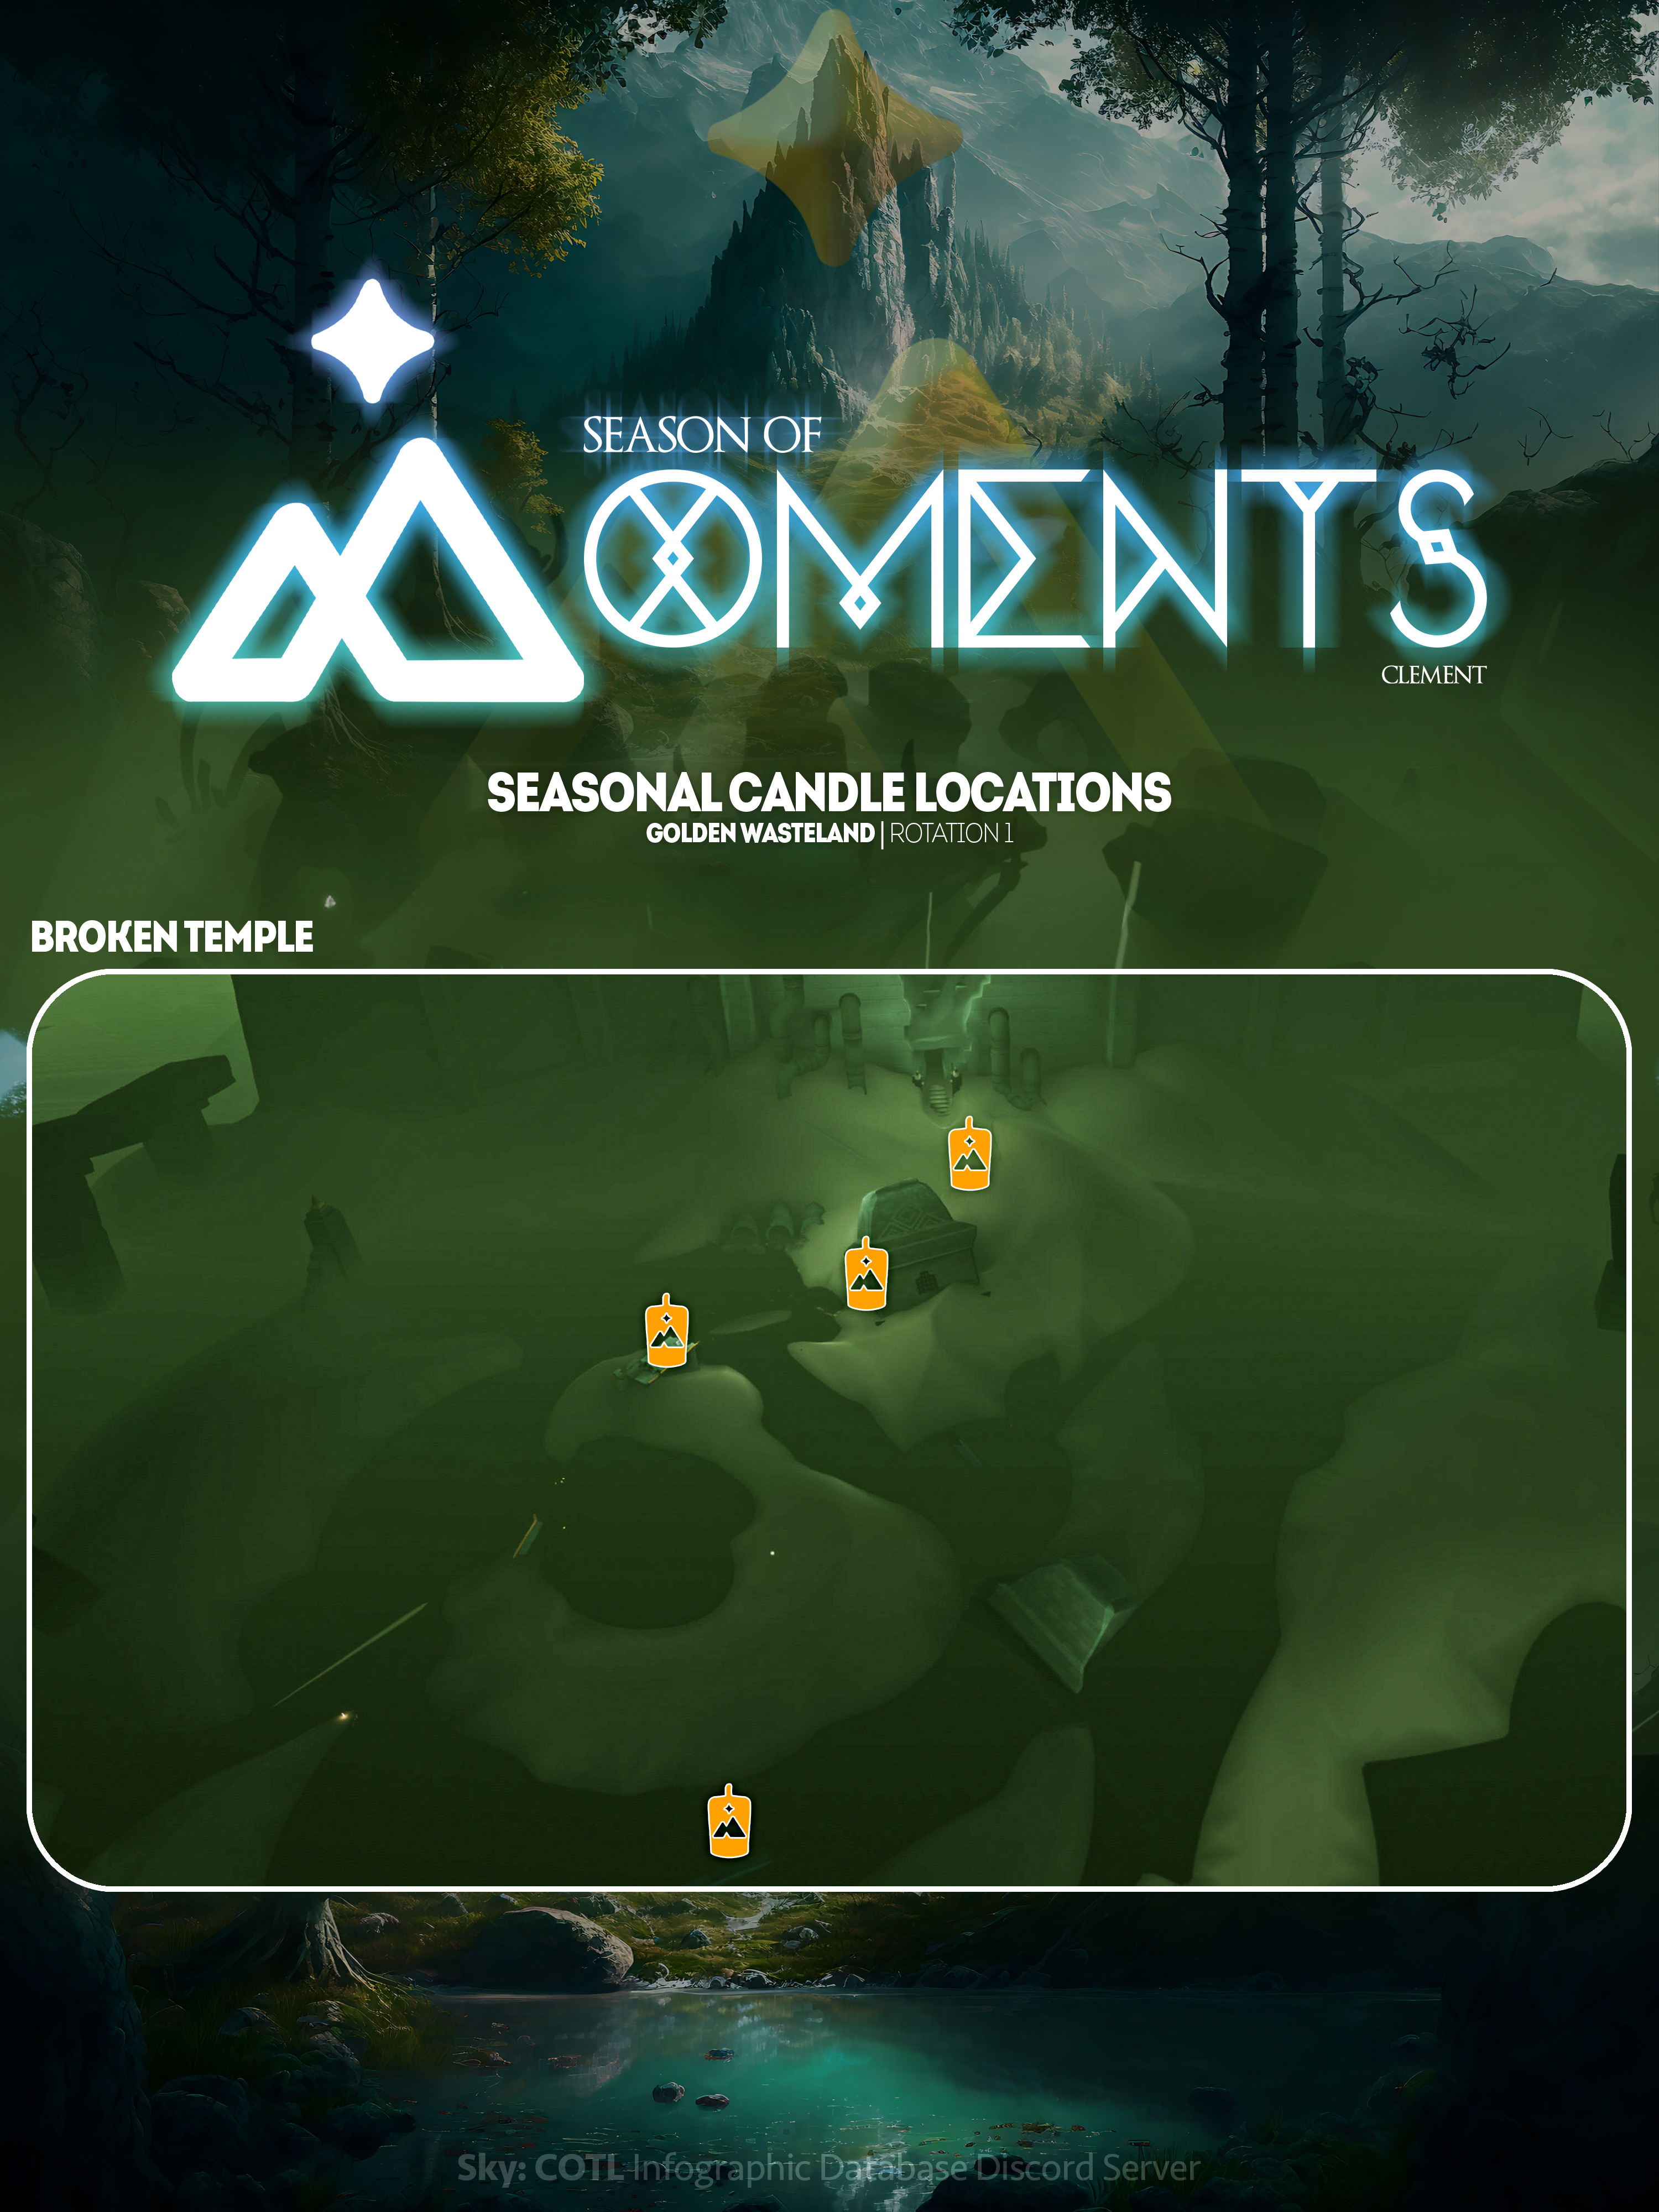 SEASON OF
MOMENTS
CLEMENT
SEASONAL CANDLE LOCATIONS
GOLDEN WASTELAND | ROTATION 1
BROKEN TEMPLE
Sky: COTL Infographic Database Discord Server